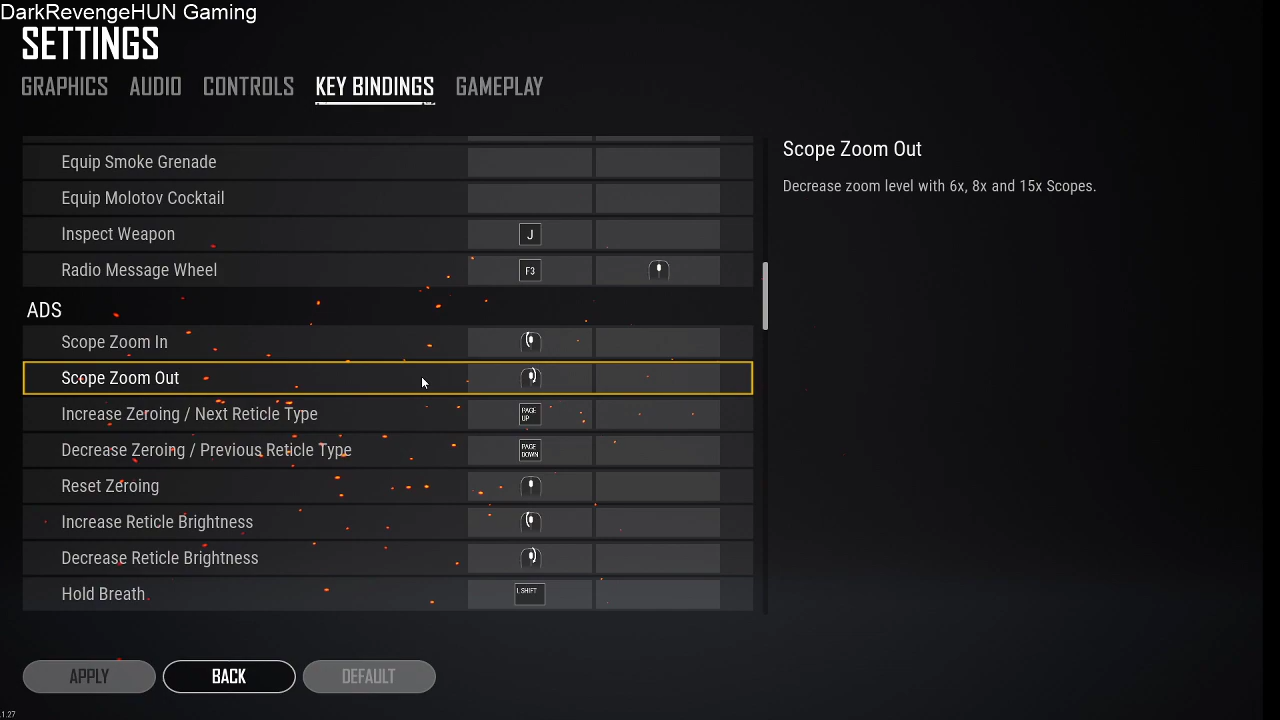 DarkRevengeHUN Gaming
SETTINGS
GRAPHICS AUDIO CONTROLS KEY BINDINGS GAMEPLAY
Equip Smoke Grenade
Equip Molotov Cocktail
Inspect Weapon J
Radio Message Wheel F3
ADS
Scope Zoom In
Scope Zoom Out
Increase Zeroing / Next Reticle Type PAGE UP
Decrease Zeroing / Previous Reticle Type PAGE DOWN
Reset Zeroing
Increase Reticle Brightness
Decrease Reticle Brightness
Hold Breath L.SHIFT
Scope Zoom Out
Decrease zoom level with 6x, 8x and 15x Scopes.
APPLY BACK DEFAULT
.1.27